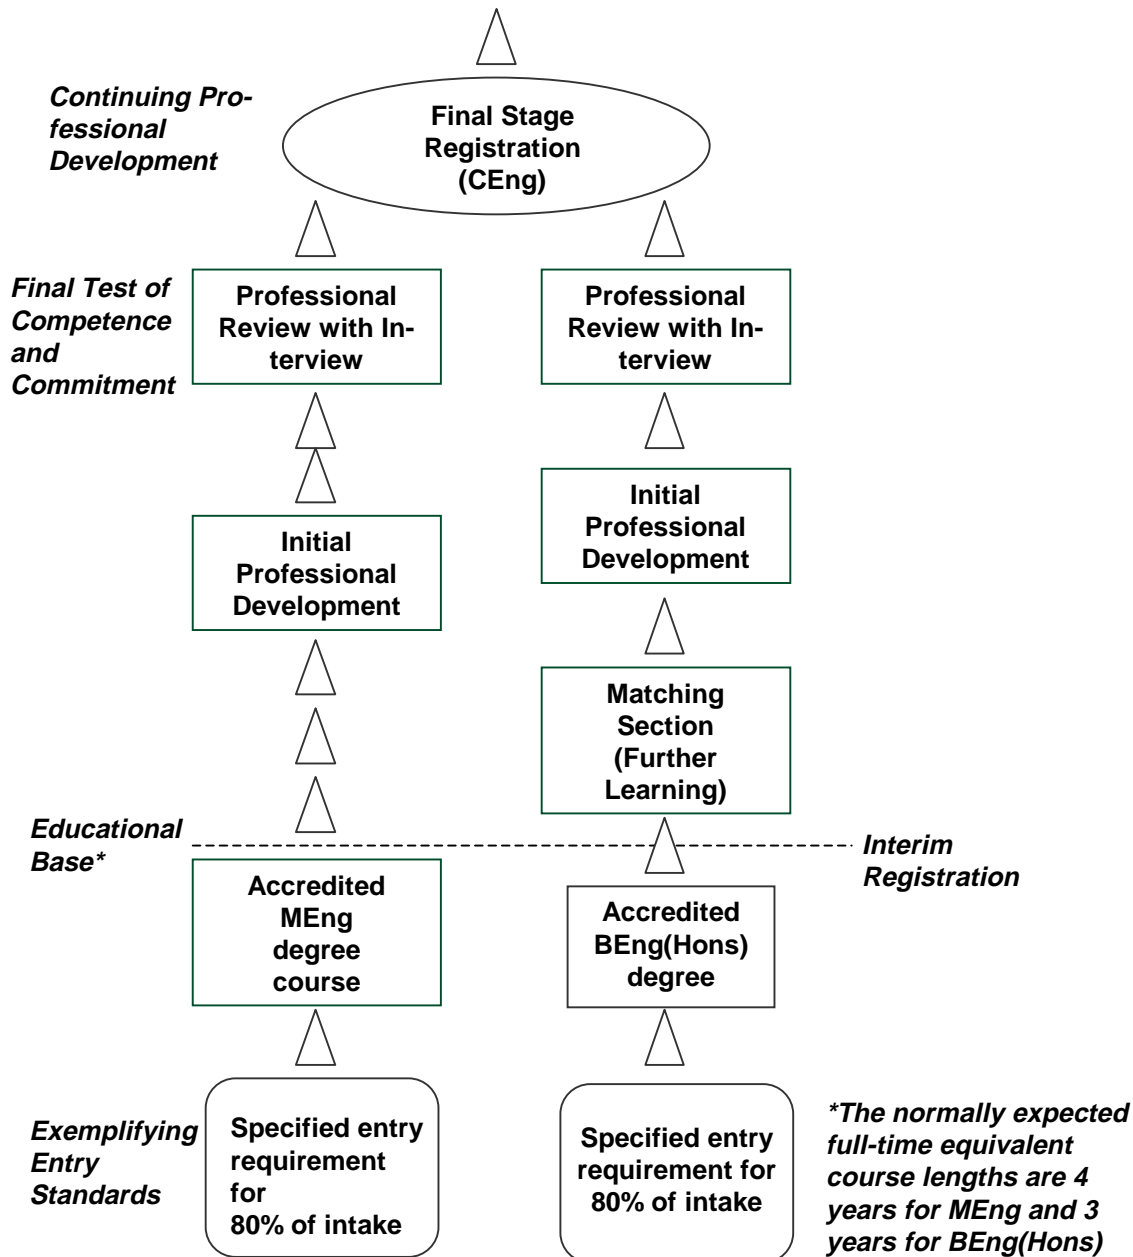 Continuing Pro-
fessional
Development
Final Stage
Registration
(CEng)
Final Test of
Competence
and
Commitment
Professional
Review with In-
terview
Professional
Review with In-
terview
Initial
Professional
Development
Initial
Professional
Development
Matching
Section
(Further
Learning)
Educational
Base*
Interim
Registration
Accredited
MEng
degree
course
Accredited
BEng(Hons)
degree
Exemplifying
Entry
Standards
Specified entry
requirement
for
80% of intake
Specified entry
requirement for
80% of intake
*The normally expected
full-time equivalent
course lengths are 4
years for MEng and 3
years for BEng(Hons)